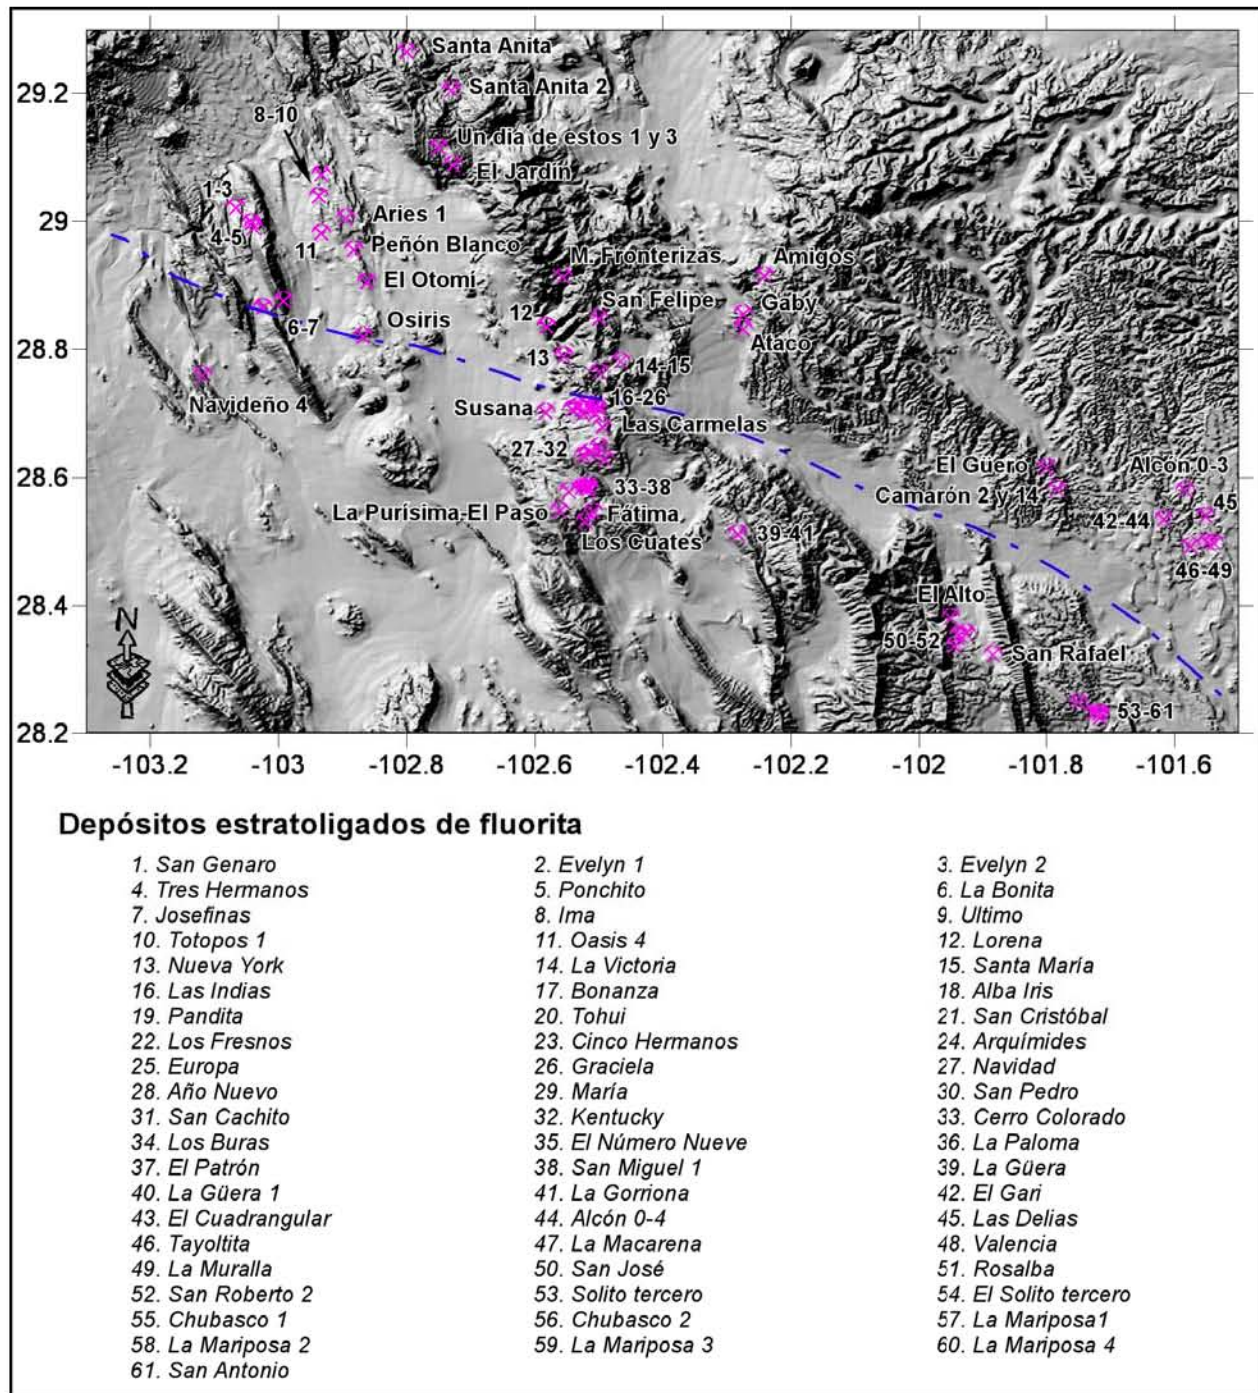 Santa Anita
29.2
Santa Anita 2
8-10
Un día de estos 1 y 3
El Jardín
1-3
29
Aries 1
4-5
11
Peñón Blanco
M. Fronterizas
Amigos
El Otomí
San Felipe
Gaby
6-7
Osiris
12
Ataco
28.8
13
14-15
Navideño 4
Susana
16-26
Las Carmelas
27-32
El Güero
Alcón 0-3
28.6
33-38
Camarón 2 y 14
45
La Purísima-El Paso
Fátima
42-44
Los Cuates
39-41
46-49
28.4
El Alto
N
50-52
San Rafael
53-61
28.2
-103.2 -103 -102.8 -102.6 -102.4 -102.2 -102 -101.8 -101.6
Depósitos estratoligados de fluorita
1. San Genaro 2. Evelyn 1 3. Evelyn 2
4. Tres Hermanos 5. Ponchito 6. La Bonita
7. Josefinas 8. Ima 9. Ultimo
10. Totopos 1 11. Oasis 4 12. Lorena
13. Nueva York 14. La Victoria 15. Santa María
16. Las Indias 17. Bonanza 18. Alba Iris
19. Pandita 20. Tohui 21. San Cristóbal
22. Los Fresnos 23. Cinco Hermanos 24. Arquímides
25. Europa 26. Graciela 27. Navidad
28. Año Nuevo 29. María 30. San Pedro
31. San Cachito 32. Kentucky 33. Cerro Colorado
34. Los Buras 35. El Número Nueve 36. La Paloma
37. El Patrón 38. San Miguel 1 39. La Güera
40. La Güera 1 41. La Gorriona 42. El Gari
43. El Cuadrangular 44. Alcón 0-4 45. Las Delias
46. Tayoltita 47. La Macarena 48. Valencia
49. La Muralla 50. San José 51. Rosalba
52. San Roberto 2 53. Solito tercero 54. El Solito tercero
55. Chubasco 1 56. Chubasco 2 57. La Mariposa1
58. La Mariposa 2 59. La Mariposa 3 60. La Mariposa 4
61. San Antonio